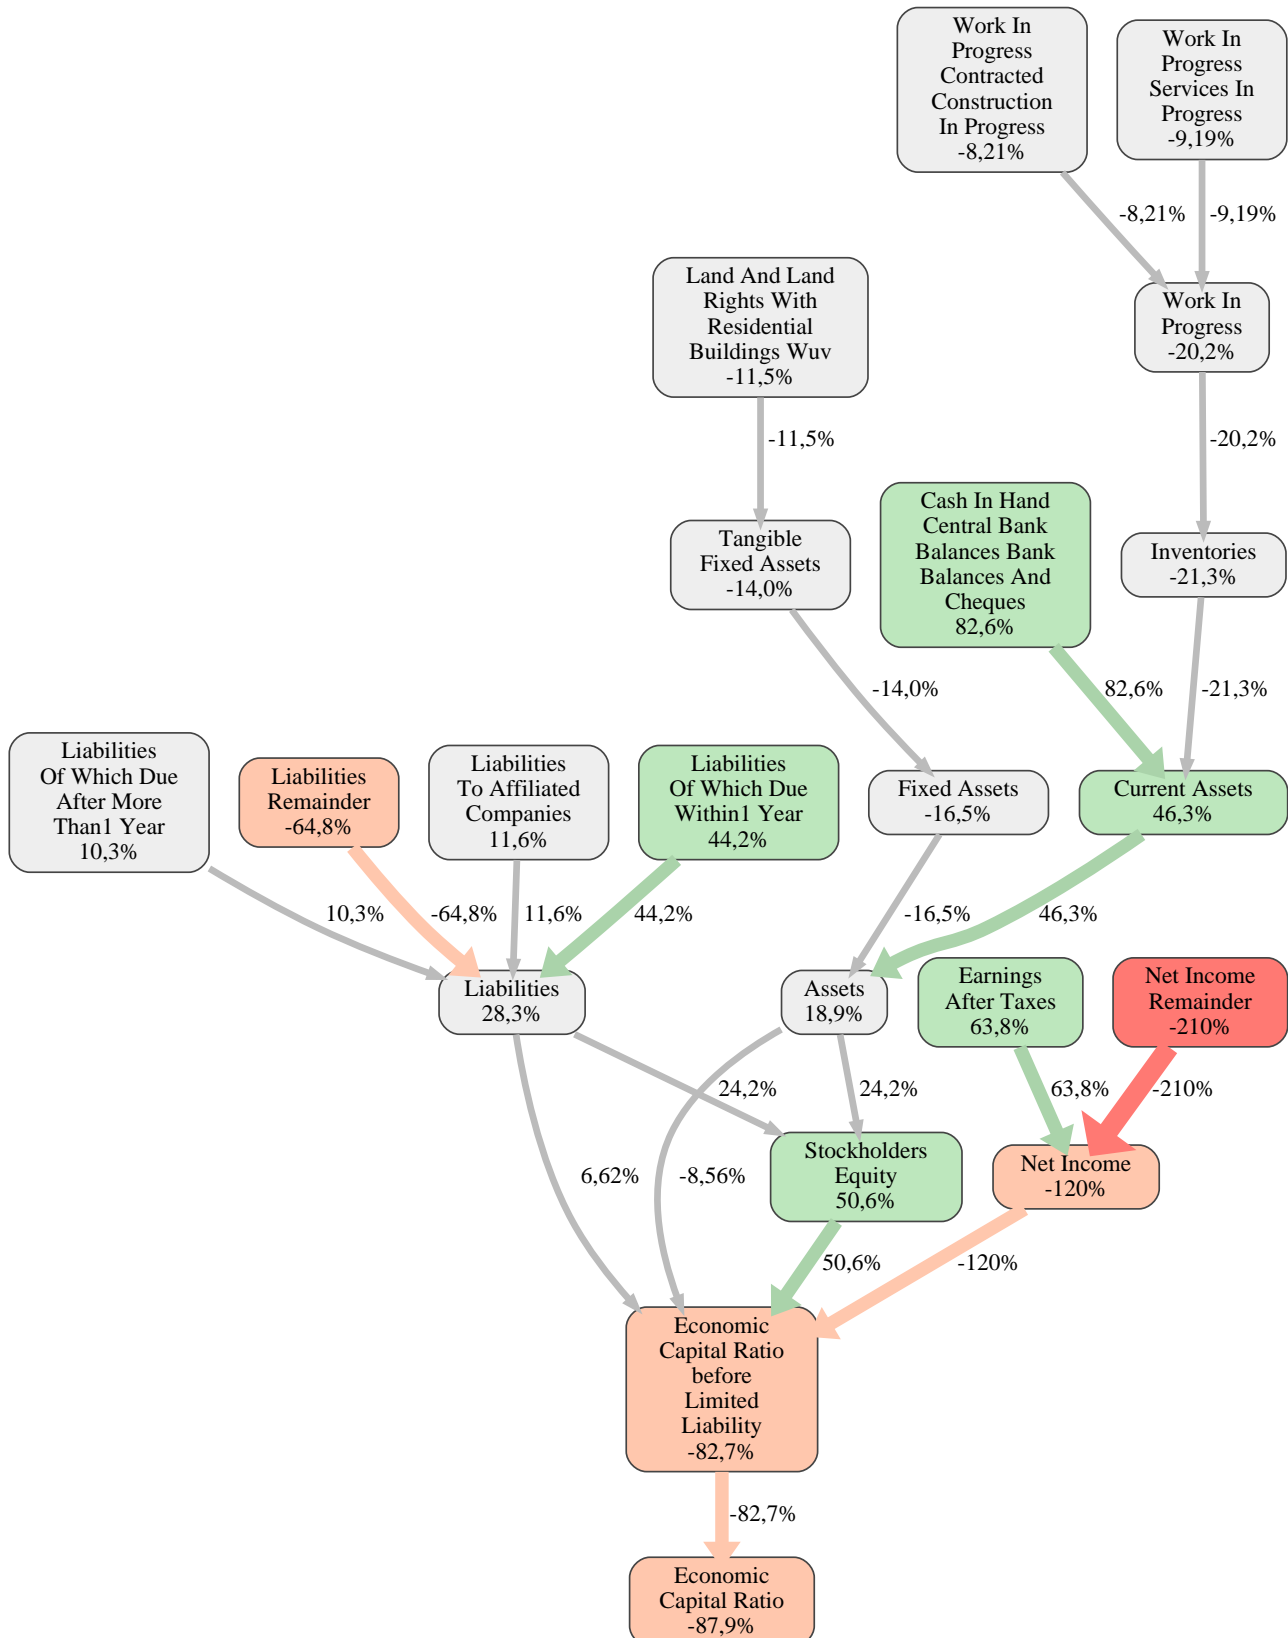 Work In
Progress
Contracted
Construction
In Progress
-8,21%
Work In
Progress
Services In
Progress
-9,19%
-8,21%
-9,19%
Land And Land
Rights With
Residential
Buildings Wuv
-11,5%
Work In
Progress
-20,2%
-11,5%
-20,2%
Cash In Hand
Central Bank
Balances Bank
Balances And
Cheques
82,6%
Tangible
Fixed Assets
-14,0%
Inventories
-21,3%
-14,0%
82,6%
-21,3%
Liabilities
Of Which Due
After More
Than1 Year
10,3%
Liabilities
Remainder
-64,8%
Liabilities
To Affiliated
Companies
11,6%
Liabilities
Of Which Due
Within1 Year
44,2%
Fixed Assets
-16,5%
Current Assets
46,3%
10,3%
-64,8%
11,6%
44,2%
-16,5%
46,3%
Liabilities
28,3%
Assets
18,9%
Earnings
After Taxes
63,8%
Net Income
Remainder
-210%
24,2%
24,2%
63,8%
-210%
6,62%
-8,56%
Stockholders
Equity
50,6%
Net Income
-120%
50,6%
-120%
Economic
Capital Ratio
before
Limited
Liability
-82,7%
-82,7%
Economic
Capital Ratio
-87,9%